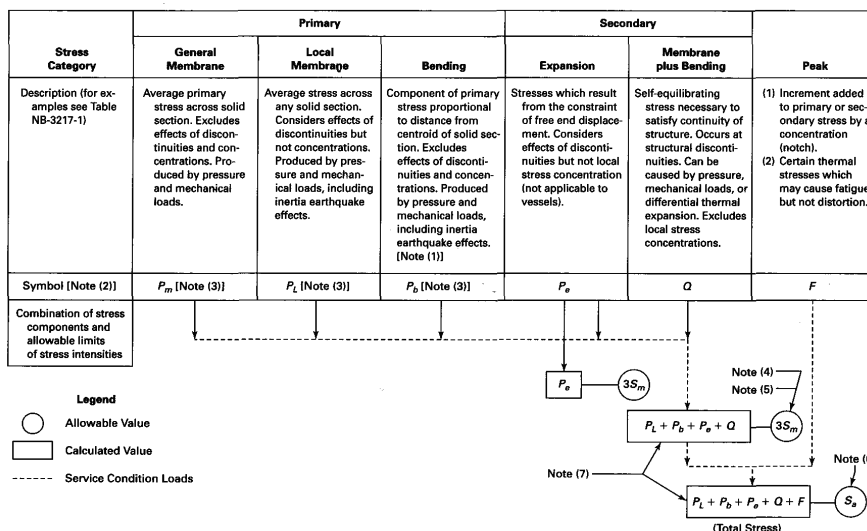 Primary
Secondary
Stress
Category
General
Membrane
Local
Membrane
Bending
Expansion
Membrane
plus Bending
Peak
Description (for ex-
amples see Table
NB-3217-1)
Average primary
stress across solid
section. Excludes
effects of discon-
tinuities and con-
centrations. Pro-
duced by pressure
and mechanical
loads.
Average stress across
any solid section.
Considers effects of
discontinuities but
not concentrations.
Produced by pres-
sure and mechan-
ical loads, including
inertia earthquake
effects.
Component of primary
stress proportional
to distance from
centroid of solid sec-
tion. Excludes
effects of disconti-
nuities and concen-
trations. Produced
by pressure and
mechanical loads,
including inertia
earthquake effects.
[Note (1)]
Stresses which result
from the constraint
of free end displace-
ment. Considers
effects of disconti-
nuities but not local
stress concentration
(not applicable to
vessels).
Self-equilibrating
stress necessary to
satisfy continuity of
structure. Occurs at
structural disconti-
nuities. Can be
caused by pressure,
mechanical loads, or
differential thermal
expansion. Excludes
local stress
concentrations.
(1) Increment added
to primary or sec-
ondary stress by a
concentration
(notch).
(2) Certain thermal
stresses which
may cause fatigue
but not distortion.
Symbol [Note (2)]
Pm [Note (3)]
PL [Note (3)]
Pb [Note (3)]
Pe
Q
F
Combination of stress
components and
allowable limits
of stress intensities
Pe
3Sm
Note (4)
Note (5)
Legend
Allowable Value
Calculated Value
Service Condition Loads
PL + Pb + Pe + Q
3Sm
Note (7)
Note (
PL + Pb + Pe + Q + F
Sa
(Total Stress)